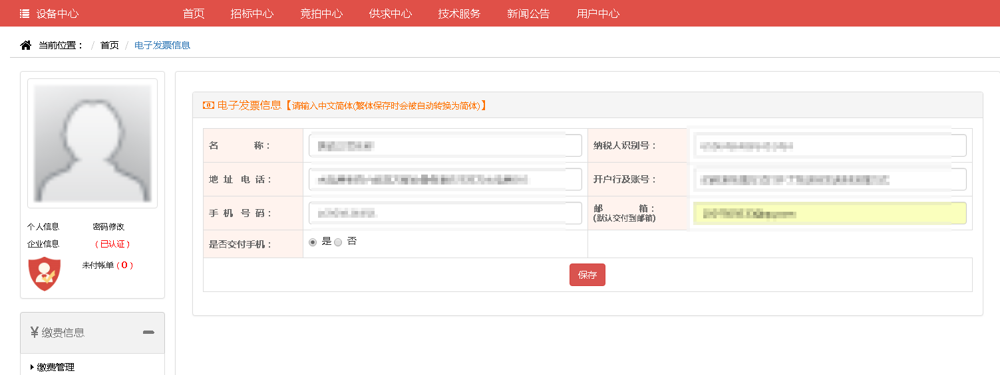 设备中心 首页 招标中心 竞拍中心 供求中心 技术服务 新闻公告 用户中心
当前位置： / 首页 / 电子发票信息
电子发票信息【请输入中文简体(繁体保存时会被自动转换为简体)】
名 称：
纳税人识别号：
地 址 电 话：
开户行及账号：
手 机 号 码：
邮 箱：
(默认交付到邮箱)
是否交付手机： 是 否
保存
个人信息 密码修改
企业信息 （已认证）
未付帐单（0）
¥ 缴费信息
缴费管理